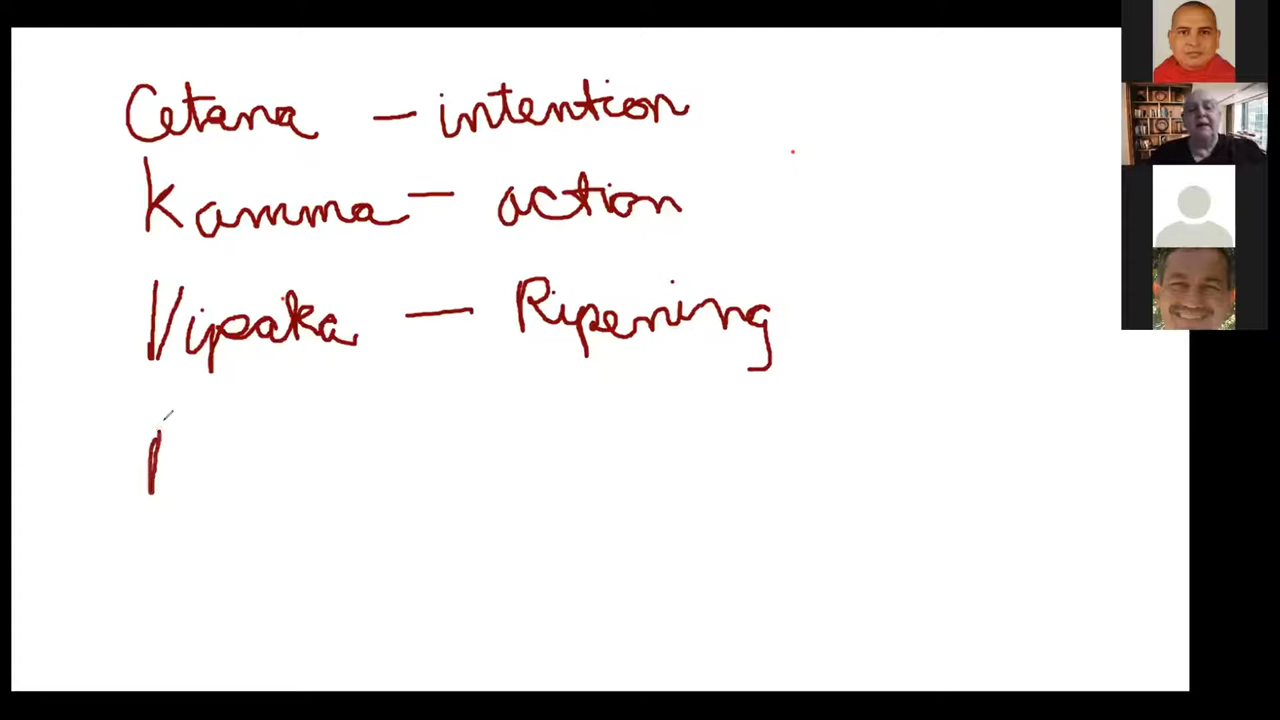 Cetana – intention
Kamma – action
Vipaka – Ripening